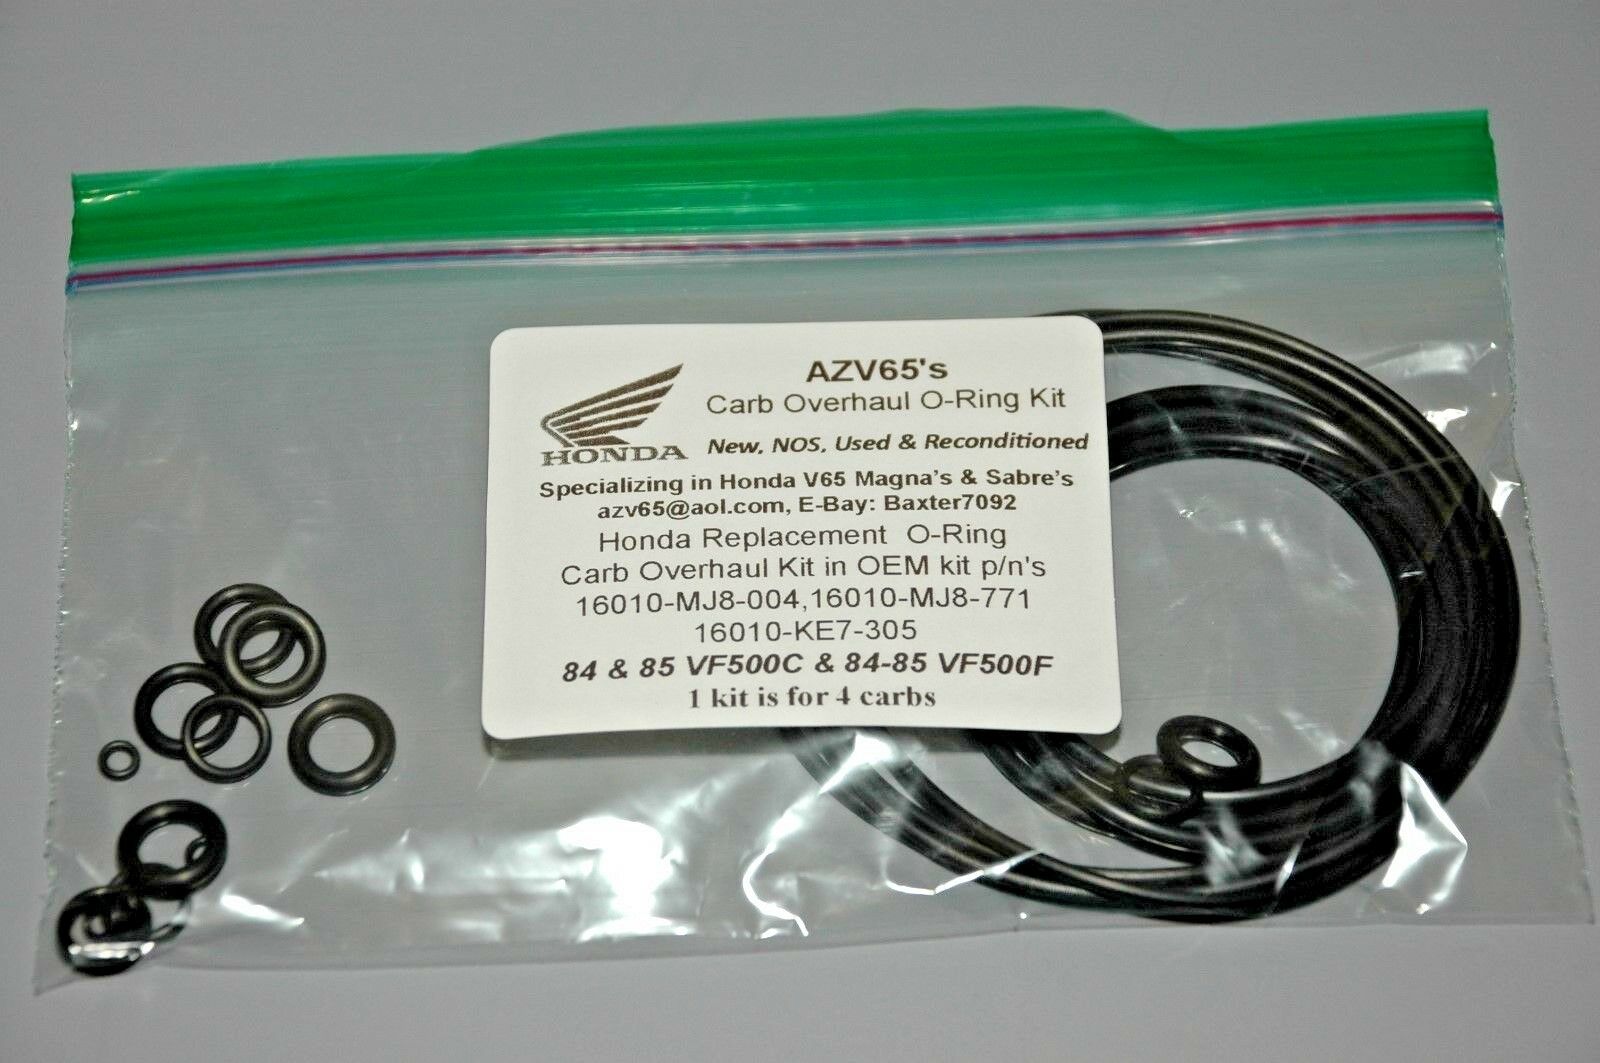 AZV65's
Carb Overhaul O-Ring Kit
HONDA
New, NOS, Used & Reconditioned
Specializing in Honda V65 Magna's & Sabre's
azv65@aol.com, E-Bay: Baxter7092
Honda Replacement O-Ring
Carb Overhaul Kit in OEM kit p/n's
16010-MJ8-004,16010-MJ8-771
16010-KE7-305
84 & 85 VF500C & 84-85 VF500F
1 kit is for 4 carbs